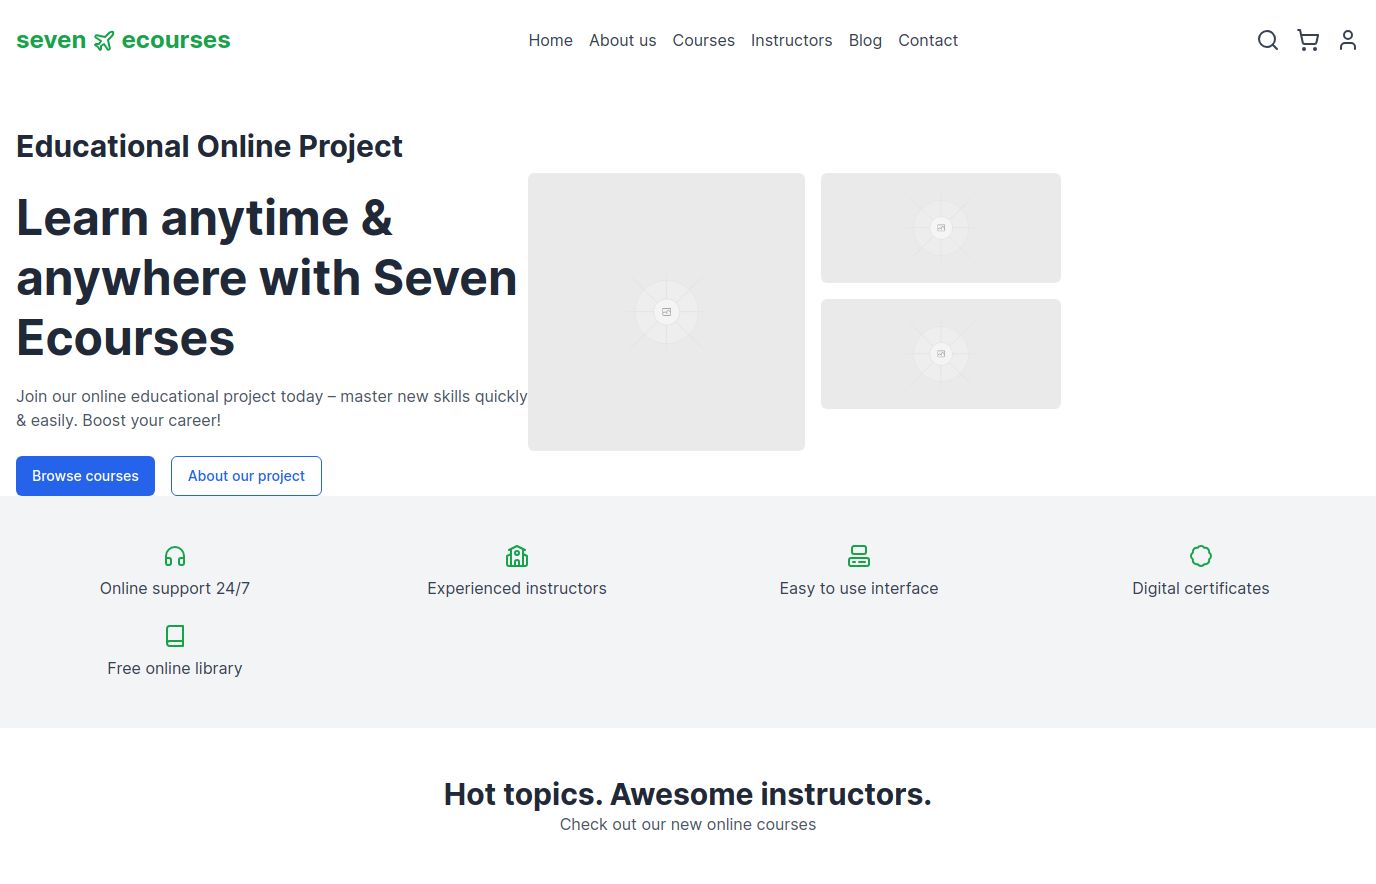 seven ecourses
Home About us Courses Instructors Blog Contact
Educational Online Project
Learn anytime &
anywhere with Seven
Ecourses
Join our online educational project today – master new skills quickly
& easily. Boost your career!
Browse courses About our project
Online support 24/7 Experienced instructors Easy to use interface Digital certificates
Free online library
Hot topics. Awesome instructors.
Check out our new online courses